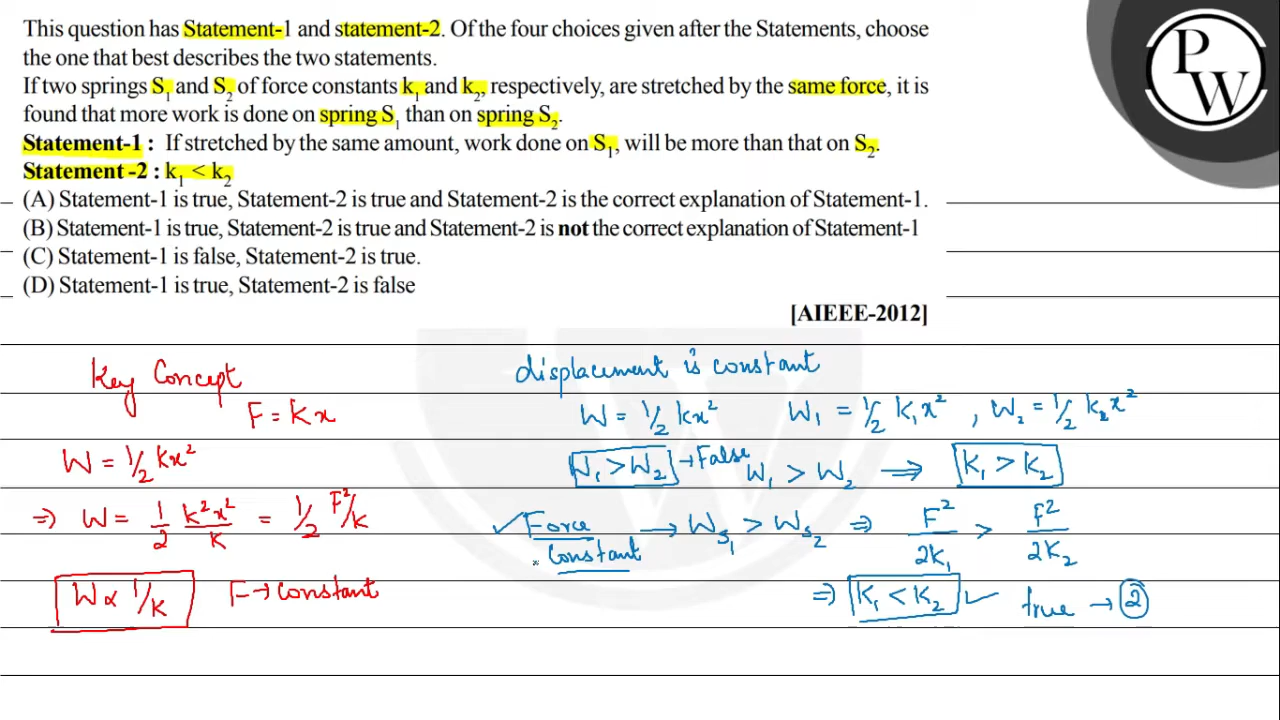 This question has Statement-1 and statement-2. Of the four choices given after the Statements, choose
the one that best describes the two statements.
If two springs S₁ and S₂ of force constants k₁ and k₂, respectively, are stretched by the same force, it is
found that more work is done on spring S₁ than on spring S₂.
Statement-1 : If stretched by the same amount, work done on S₁, will be more than that on S₂.
Statement -2 : k₁ < k₂
(A) Statement-1 is true, Statement-2 is true and Statement-2 is the correct explanation of Statement-1.
(B) Statement-1 is true, Statement-2 is true and Statement-2 is not the correct explanation of Statement-1
(C) Statement-1 is false, Statement-2 is true.
(D) Statement-1 is true, Statement-2 is false
[AIEEE-2012]
PW
Key Concept
F = Kx
W = 1/2 Kx²
⇒ W = 1/2 K²x²/K = 1/2 F²/K
W ∝ 1/K F → Constant
displacement is constant
W = 1/2 Kx² W₁ = 1/2 K₁x² , W₂ = 1/2 K₂x²
W₁ > W₂ → False W₁ > W₂ ⟹ K₁ > K₂
✓ Force constant → W_S₁ > W_S₂ ⇒ F²/2K₁ > F²/2K₂
⇒ K₁ < K₂ ✓ true → 2